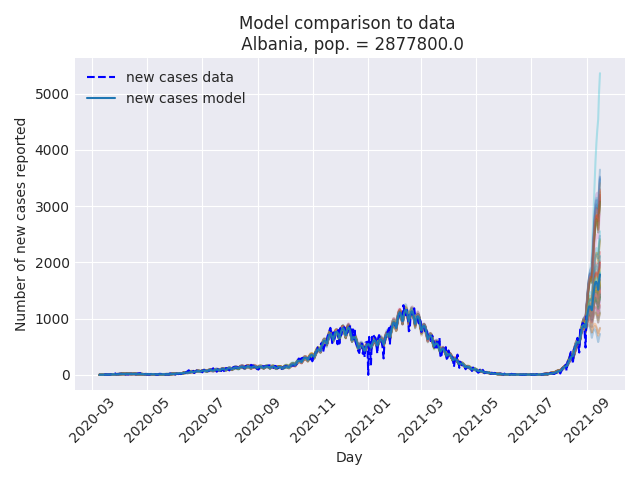 Model comparison to data
Albania, pop. = 2877800.0
new cases data
new cases model
Number of new cases reported
5000
4000
3000
2000
1000
0
2020-03
2020-05
2020-07
2020-09
2020-11
2021-01
2021-03
2021-05
2021-07
2021-09
Day